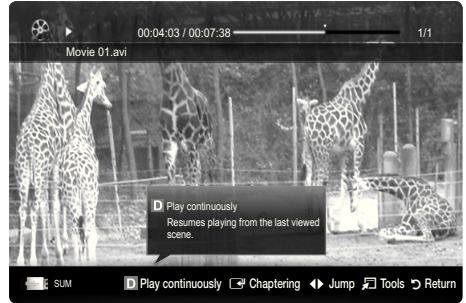 00:04:03 / 00:07:38 1/1
Movie 01.avi
D Play continuously
Resumes playing from the last viewed
scene.
SUM D Play continuously Chaptering Jump Tools Return